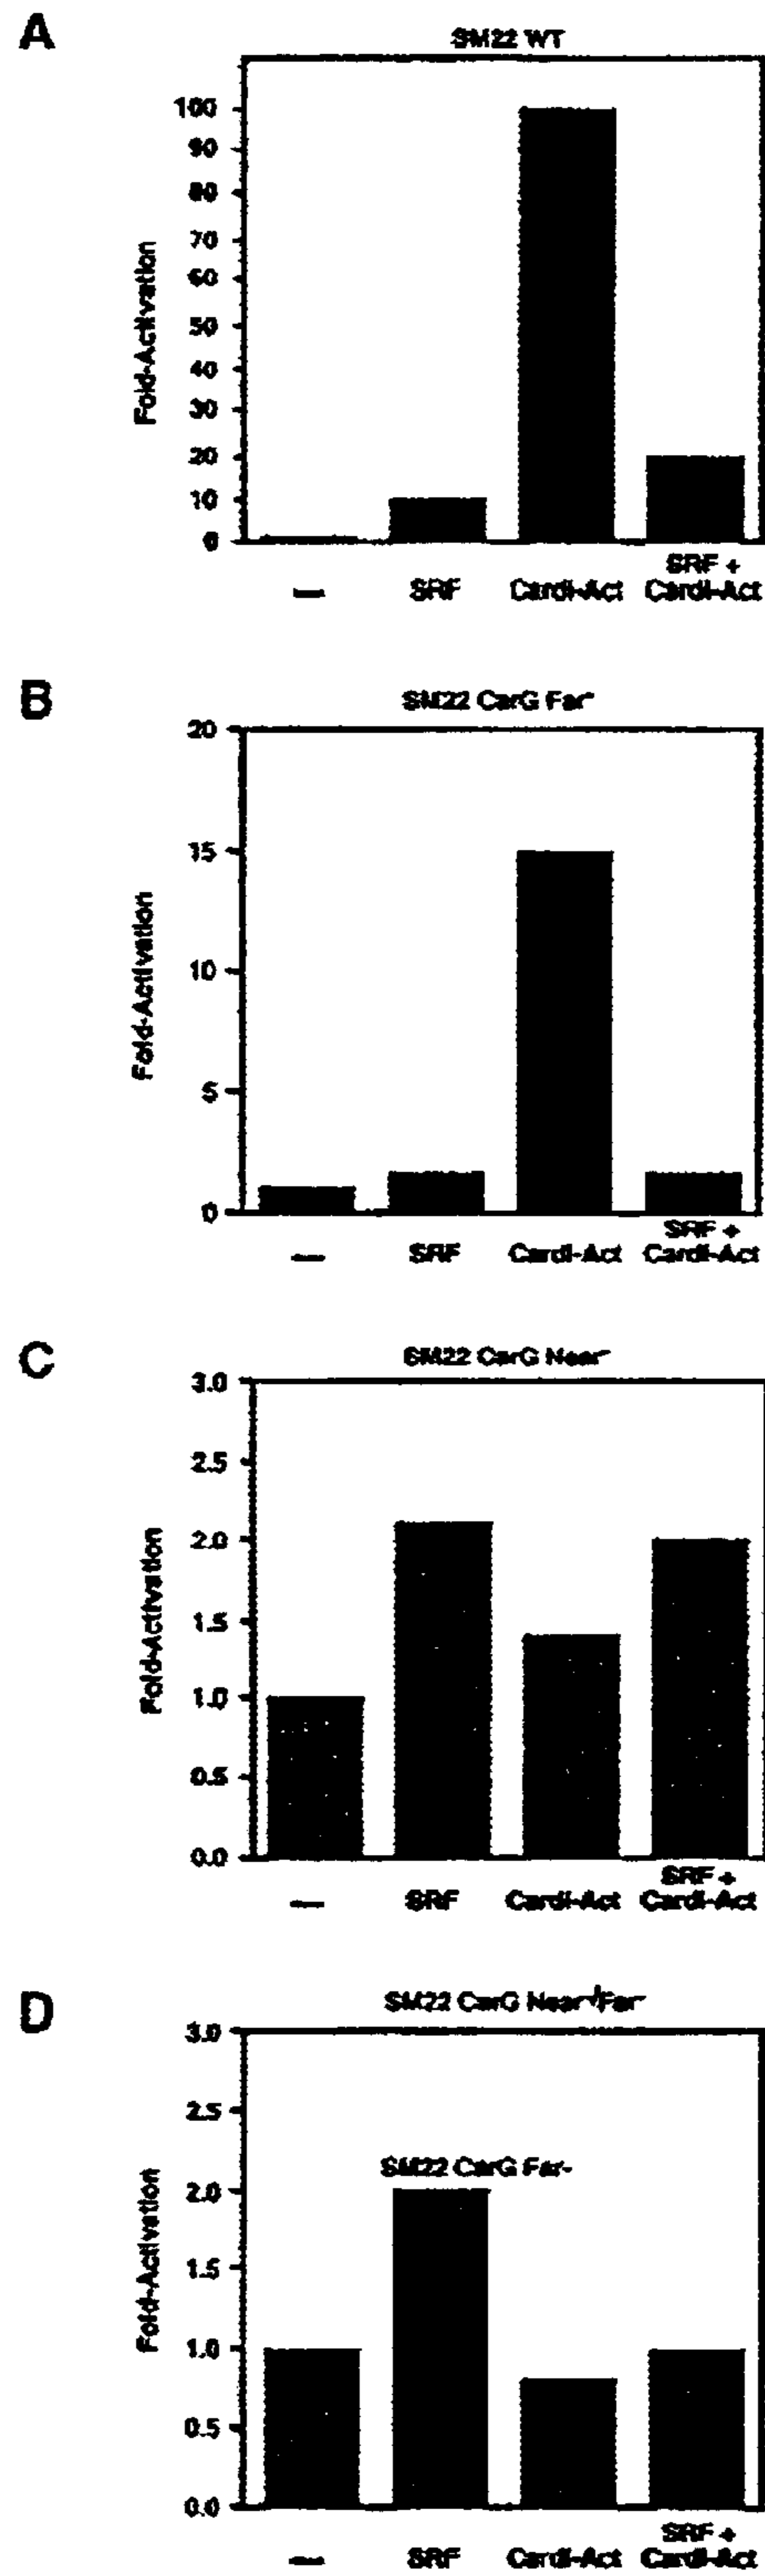 A
SM22 WT
Fold-Activation
100
90
80
70
60
50
40
30
20
10
0
—
SRF
Cardi-Act
SRF +
Cardi-Act
B
SM22 CarG Far⁻
Fold-Activation
20
15
10
5
0
—
SRF
Cardi-Act
SRF +
Cardi-Act
C
SM22 CarG Near⁻
Fold-Activation
3.0
2.5
2.0
1.5
1.0
0.5
0.0
—
SRF
Cardi-Act
SRF +
Cardi-Act
D
SM22 CarG Near⁻/Far⁻
SM22 CarG Far-
Fold-Activation
3.0
2.5
2.0
1.5
1.0
0.5
0.0
—
SRF
Cardi-Act
SRF +
Cardi-Act